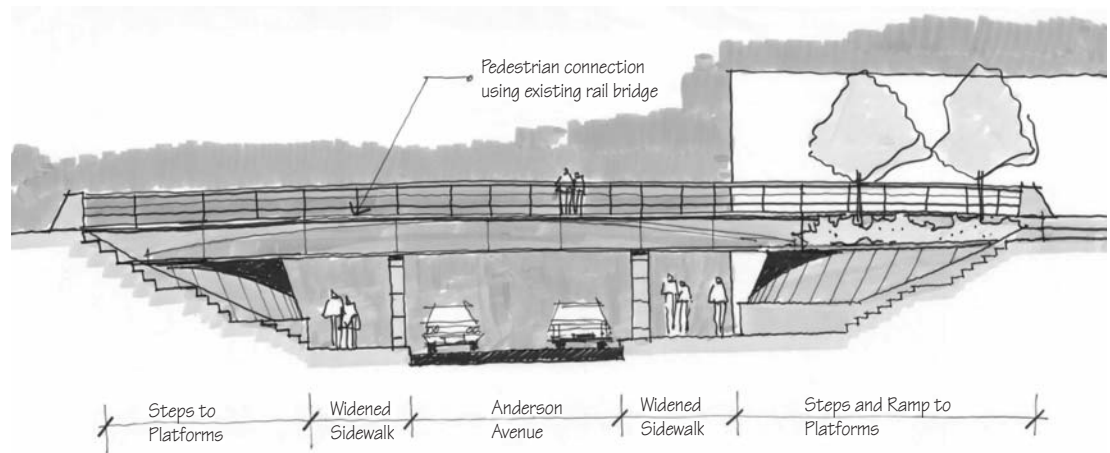 Pedestrian connection
using existing rail bridge
Steps to
Platforms
Widened
Sidewalk
Anderson
Avenue
Widened
Sidewalk
Steps and Ramp to
Platforms